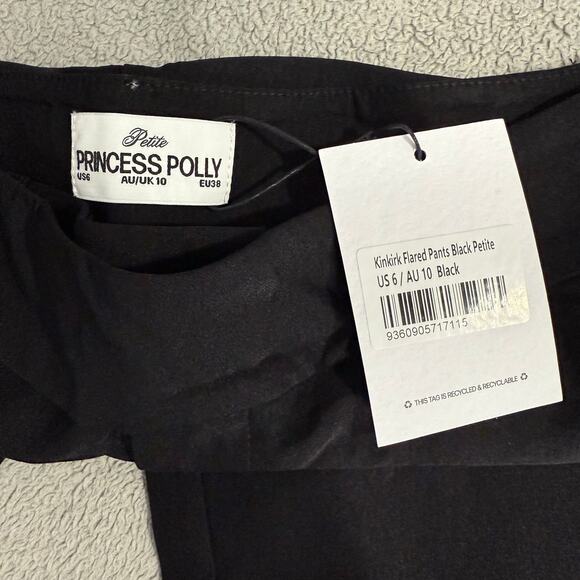 Petite
PRINCESS POLLY
US6
AU/UK 10
EU38
Kinkirk Flared Pants Black Petite
US 6 / AU 10 Black
9360905717115
THIS TAG IS RECYCLED & RECYCLABLE